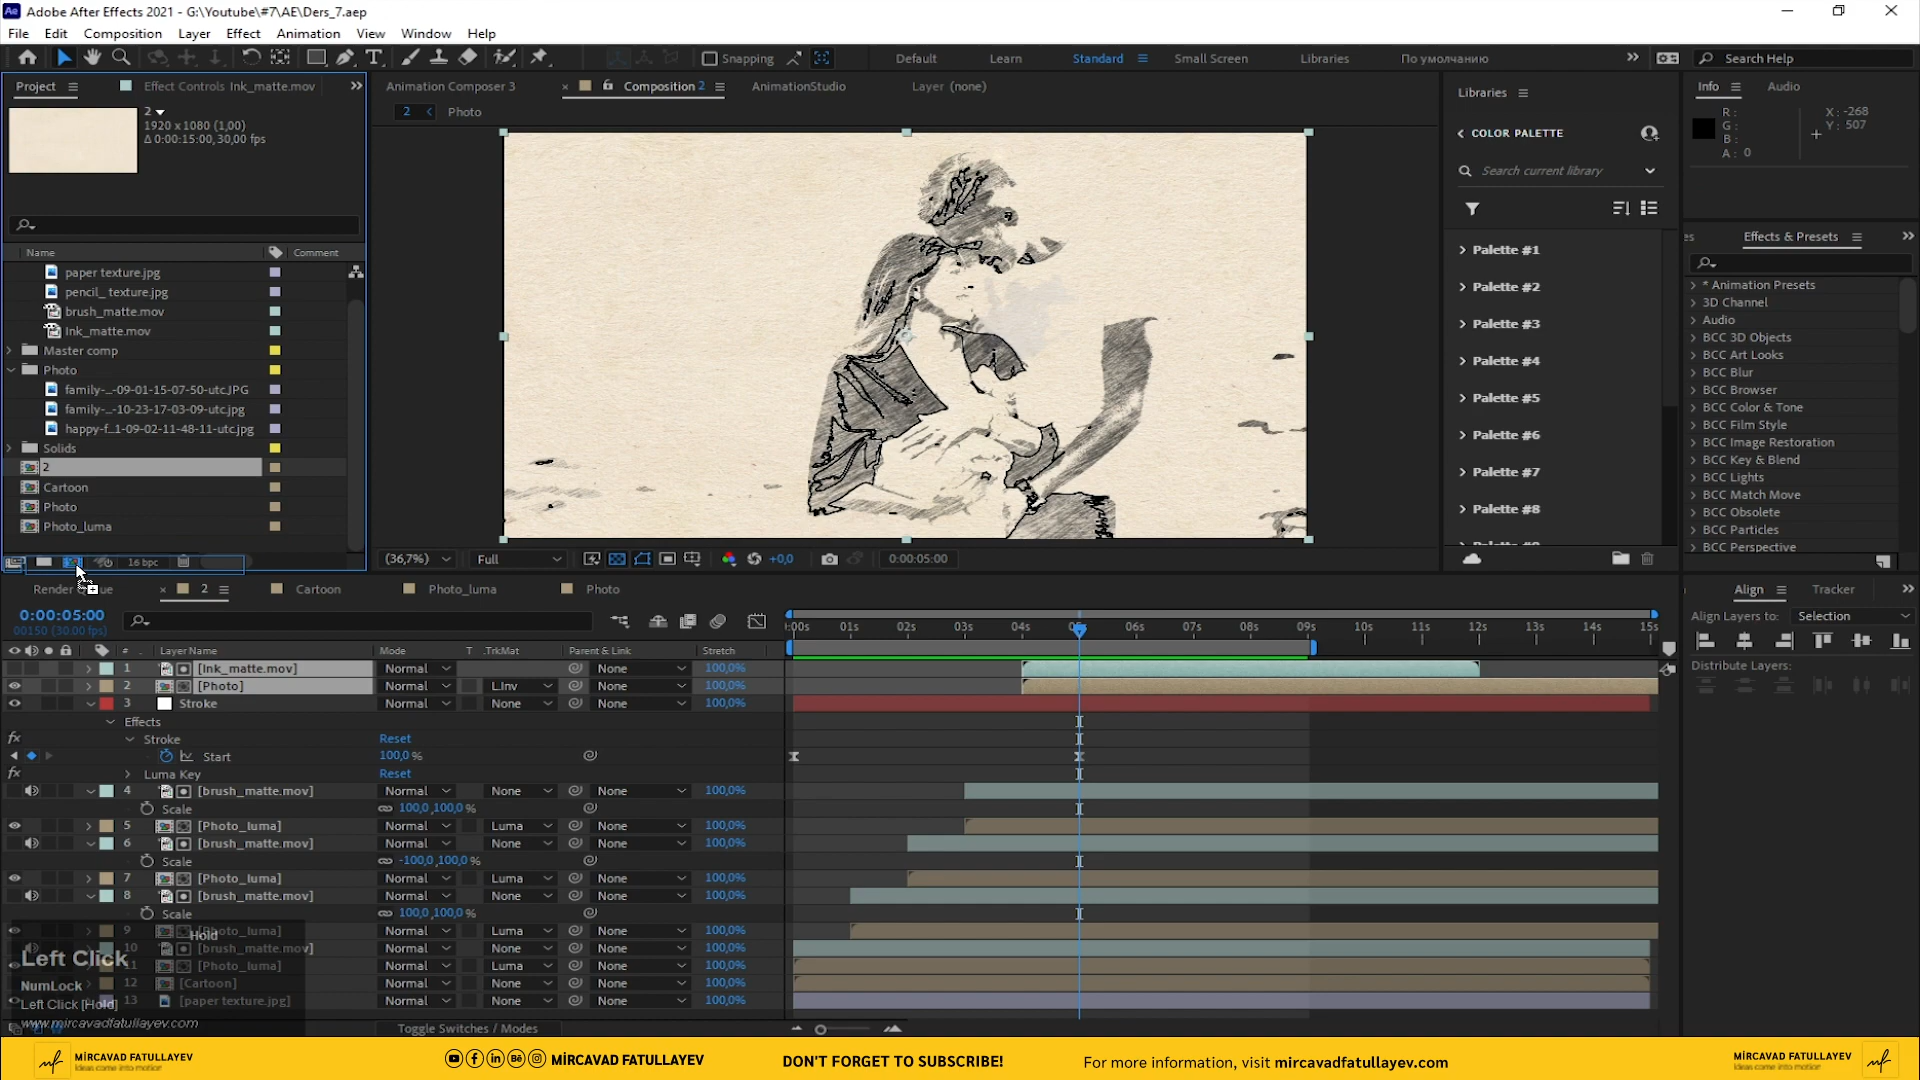 Adobe After Effects 2021 - G:\Youtube\#7\AE\Ders_7.aep
File Edit Composition Layer Effect Animation View Window Help
Snapping Default Learn Standard Small Screen Libraries По умолчанию Search Help
Project Effect Controls Ink_matte.mov
2
1920 x 1080 (1,00)
Δ 0:00:15:00, 30,00 fps
Name Comment
paper texture.jpg
pencil_ texture.jpg
brush_matte.mov
Ink_matte.mov
Master comp
Photo
family-_-09-01-15-07-50-utc.JPG
family-_-10-23-17-03-09-utc.jpg
happy-f_1-09-02-11-48-11-utc.jpg
Solids
2
Cartoon
Photo
Photo_luma
16 bpc
Animation Composer 3 Composition 2 AnimationStudio Layer (none)
2 Photo
(36,7%) Full +0,0 0:00:05:00
Libraries
COLOR PALETTE
Search current library
Palette #1
Palette #2
Palette #3
Palette #4
Palette #5
Palette #6
Palette #7
Palette #8
Info Audio
R :
G :
B :
A : 0
X : -268
Y : 507
Effects & Presets
* Animation Presets
3D Channel
Audio
BCC 3D Objects
BCC Art Looks
BCC Blur
BCC Browser
BCC Color & Tone
BCC Film Style
BCC Image Restoration
BCC Key & Blend
BCC Lights
BCC Match Move
BCC Obsolete
BCC Particles
BCC Perspective
2 Cartoon Photo_luma Photo
0:00:05:00
00150 (30.00 fps)
:00s 01s 02s 03s 04s 06s 07s 08s 09s 10s 11s 12s 13s 14s 15s
# Layer Name Mode T .TrkMat Parent & Link Stretch
1 [Ink_matte.mov] Normal None 100,0%
2 [Photo] Normal L.Inv None 100,0%
3 Stroke Normal None None 100,0%
Effects
fx Stroke Reset
Start 100,0 %
fx Luma Key Reset
4 [brush_matte.mov] Normal None None 100,0%
Scale 100,0 ,100,0 %
5 [Photo_luma] Normal Luma None 100,0%
6 [brush_matte.mov] Normal None None 100,0%
Scale -100,0 ,100,0 %
7 [Photo_luma] Normal Luma None 100,0%
8 [brush_matte.mov] Normal None None 100,0%
Scale 100,0 ,100,0 %
9 [Photo_luma] Normal Luma None 100,0%
10 [brush_matte.mov] Normal None None 100,0%
11 [Photo_luma] Normal Luma None 100,0%
12 [Cartoon] Normal None None 100,0%
13 [paper texture.jpg] Normal None None 100,0%
Hold
Left Click
NumLock
Left Click [Hold]
www.mircavadfatullayev.com
Toggle Switches / Modes
Align Tracker
Align Layers to: Selection
Distribute Layers:
mf MİRCAVAD FATULLAYEV
Ideas come into motion
MİRCAVAD FATULLAYEV
DON'T FORGET TO SUBSCRIBE!
For more information, visit mircavadfatullayev.com
MİRCAVAD FATULLAYEV
Ideas come into motion
mf